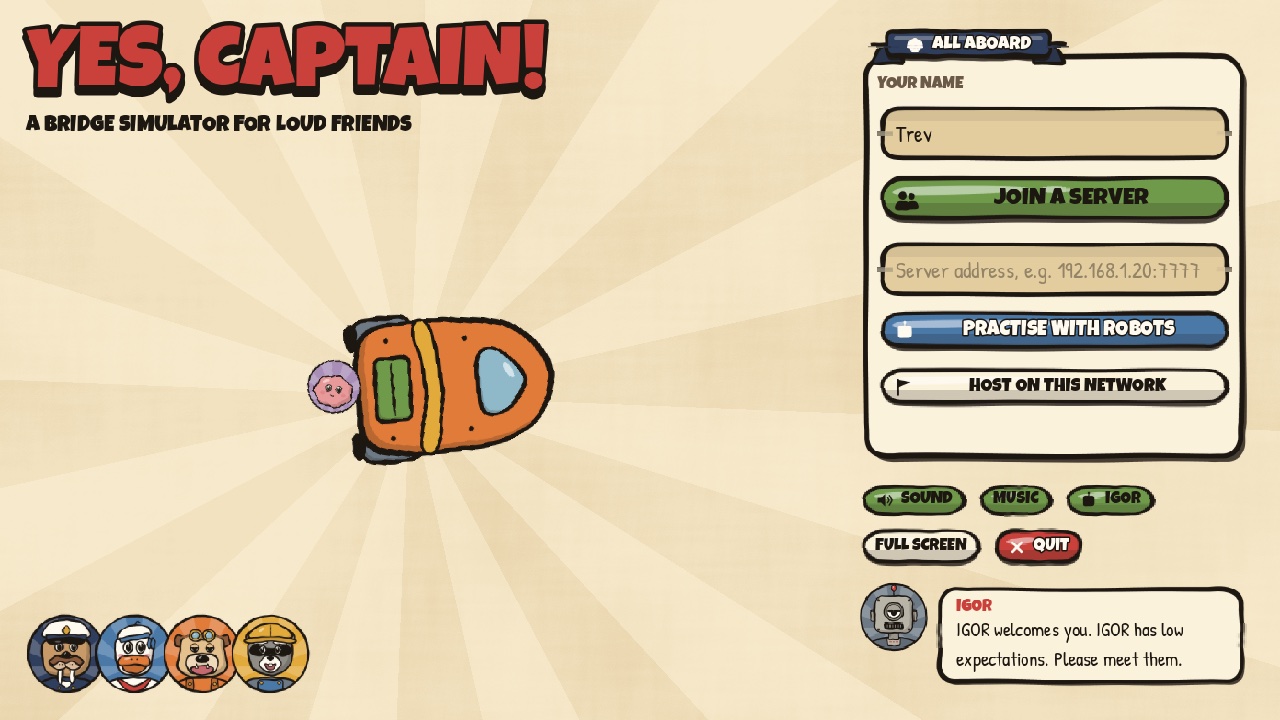 YES, CAPTAIN!
A BRIDGE SIMULATOR FOR LOUD FRIENDS
ALL ABOARD
YOUR NAME
Trev
JOIN A SERVER
Server address, e.g. 192.168.1.20:7777
PRACTISE WITH ROBOTS
HOST ON THIS NETWORK
SOUND
MUSIC
IGOR
FULL SCREEN
QUIT
IGOR
IGOR welcomes you. IGOR has low
expectations. Please meet them.